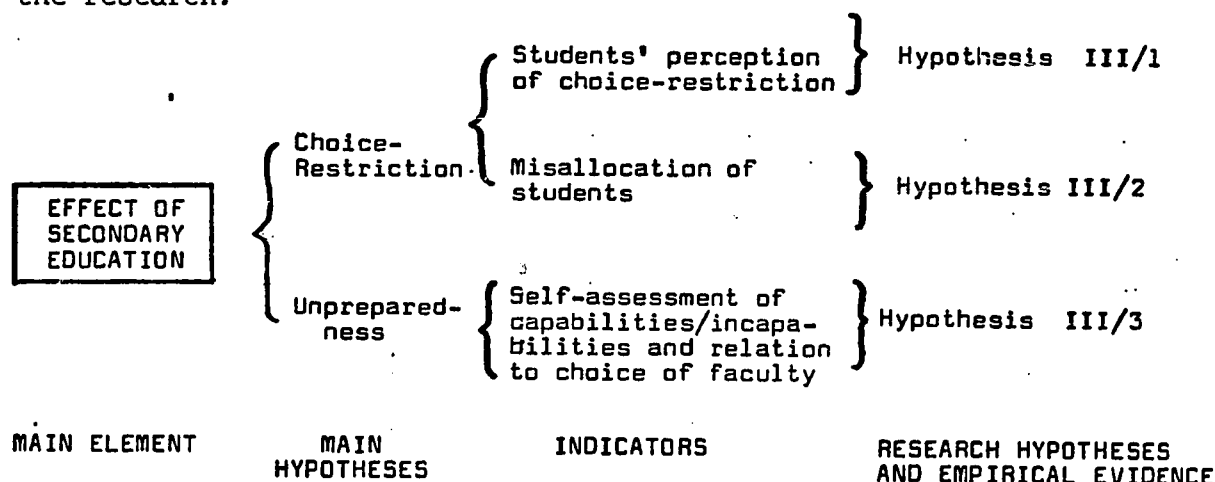 the research.
Students' perception
of choice-restriction
Hypothesis III/1
Choice-
Restriction
Misallocation of
students
Hypothesis III/2
EFFECT OF
SECONDARY
EDUCATION
Unprepared-
ness
Self-assessment of
capabilities/incapa-
bilities and relation
to choice of faculty
Hypothesis III/3
MAIN ELEMENT
MAIN
HYPOTHESES
INDICATORS
RESEARCH HYPOTHESES
AND EMPIRICAL EVIDENCE